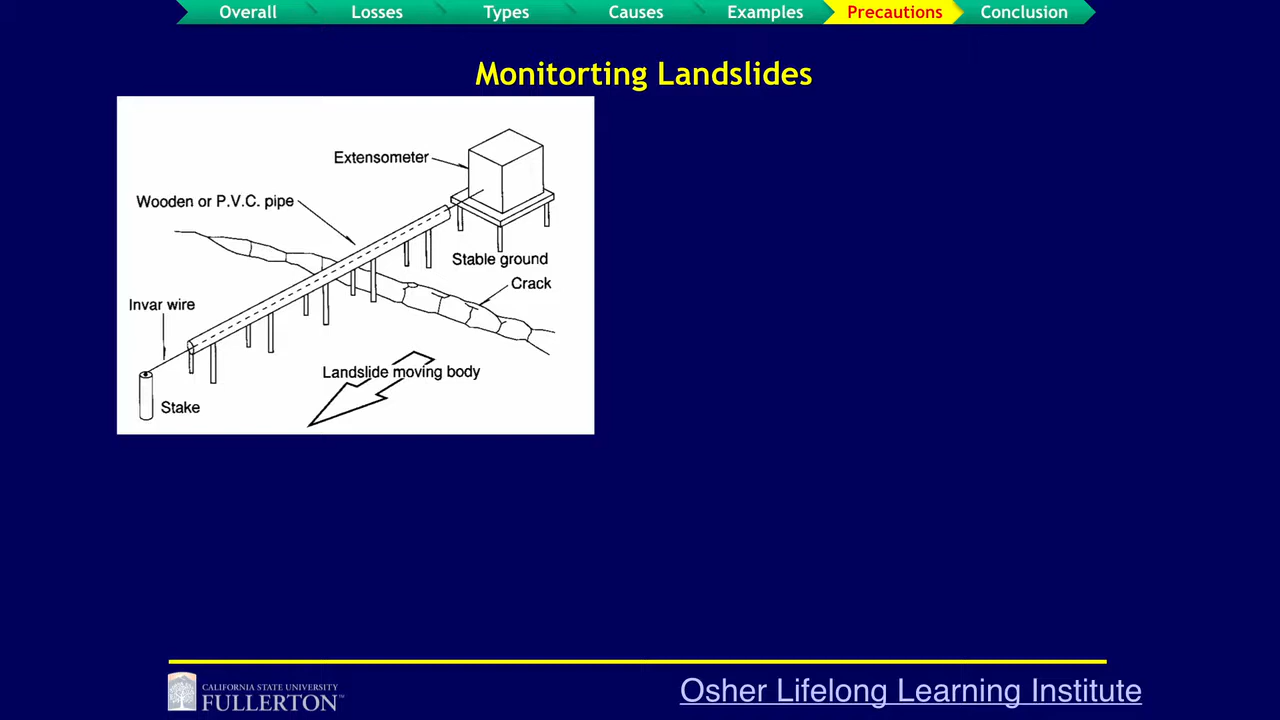 Overall Losses Types Causes Examples Precautions Conclusion
Monitorting Landslides
Extensometer
Wooden or P.V.C. pipe
Stable ground
Crack
Invar wire
Landslide moving body
Stake
CALIFORNIA STATE UNIVERSITY
FULLERTON™
Osher Lifelong Learning Institute